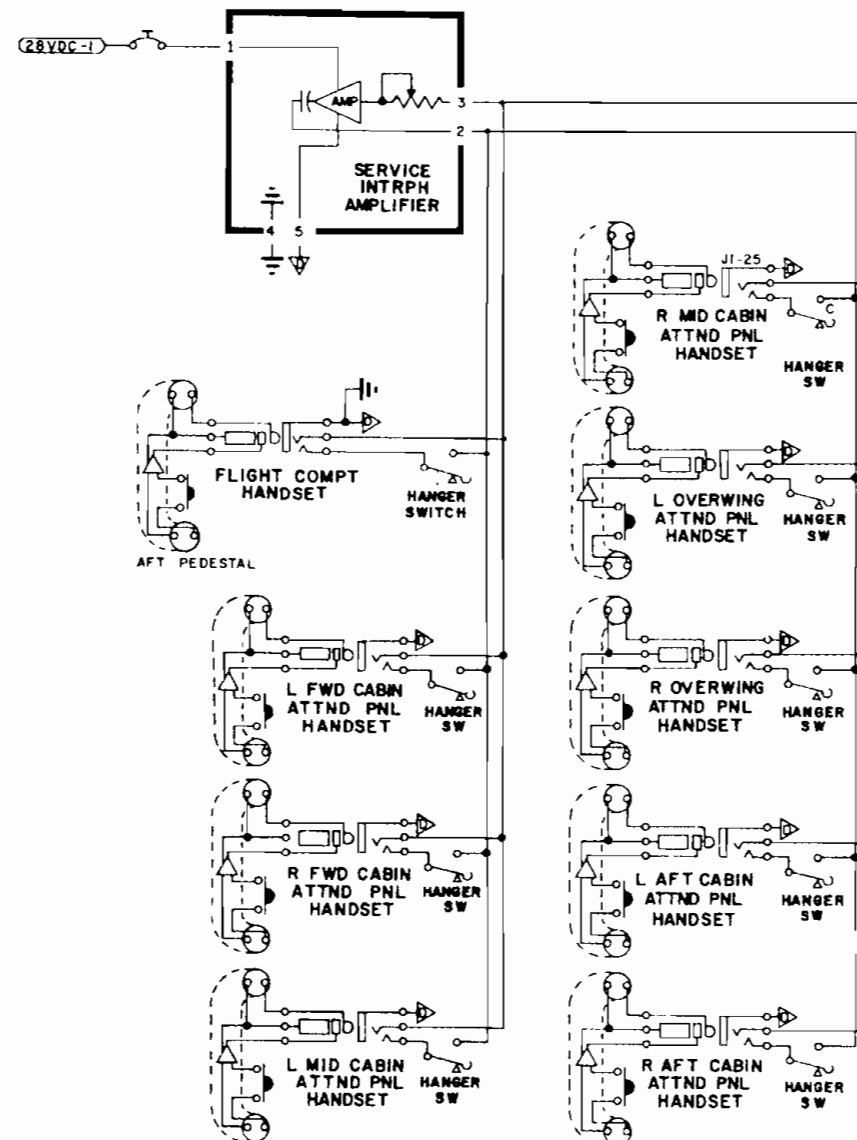 28VDC-1
1
AMP
3
2
SERVICE
INTRPH
AMPLIFIER
4 5
D
J1-25
D
C
R MID CABIN
ATTND PNL
HANDSET
HANGER
SW
D
FLIGHT COMPT
HANDSET
HANGER
SWITCH
AFT PEDESTAL
D
L OVERWING
ATTND PNL
HANDSET
HANGER
SW
D
L FWD CABIN
ATTND PNL
HANDSET
HANGER
SW
D
R OVERWING
ATTND PNL
HANDSET
HANGER
SW
D
R FWD CABIN
ATTND PNL
HANDSET
HANGER
SW
D
L AFT CABIN
ATTND PNL
HANDSET
HANGER
SW
D
L MID CABIN
ATTND PNL
HANDSET
HANGER
SW
D
R AFT CABIN
ATTND PNL
HANDSET
HANGER
SW